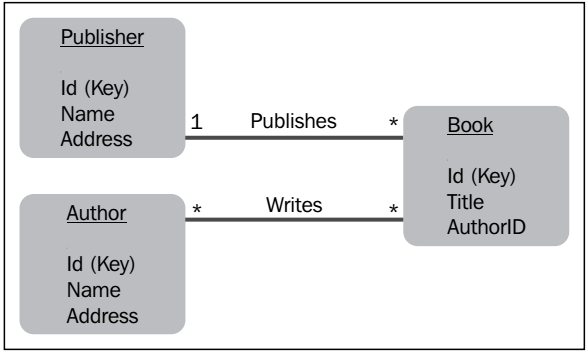 Publisher
Id (Key)
Name
Address
1 Publishes *
Book
Id (Key)
Title
AuthorID
Author
Id (Key)
Name
Address
* Writes *